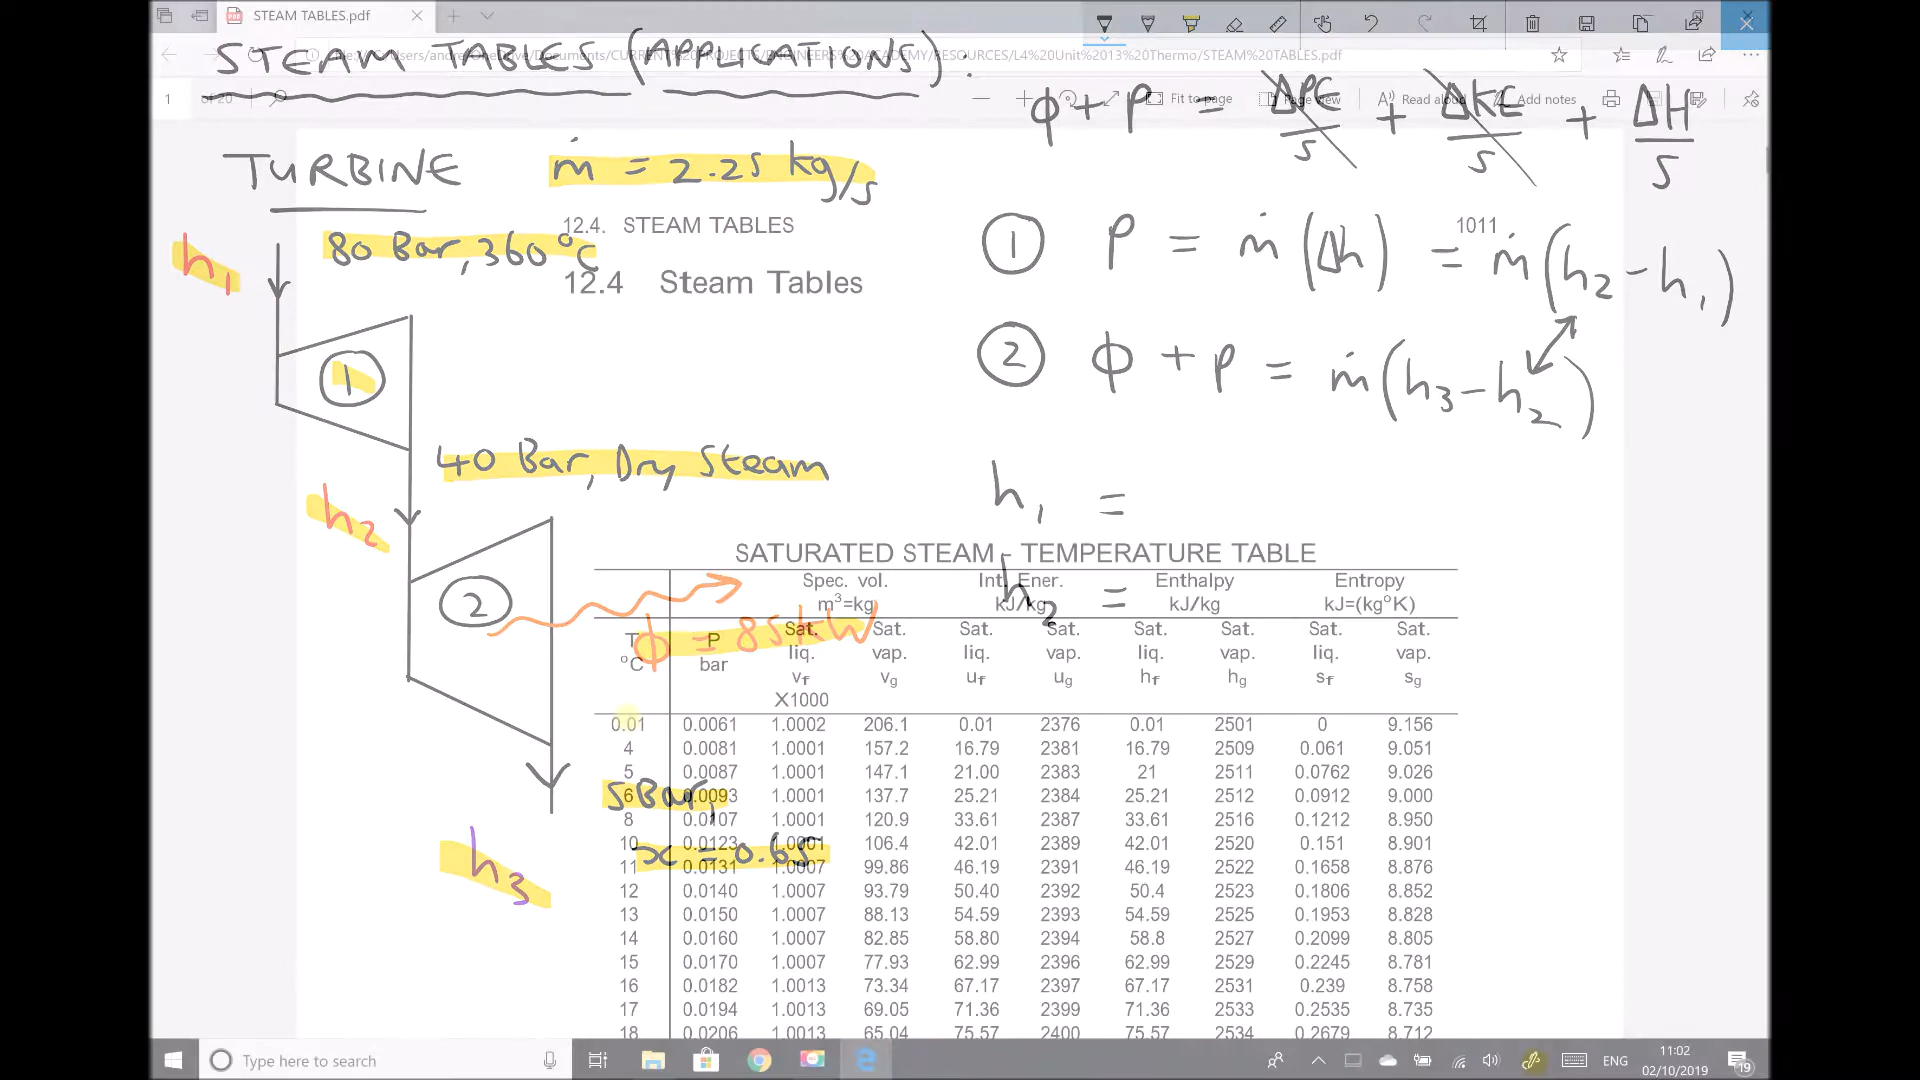 STEAM TABLES.pdf
STEAM TABLES (APPLICATIONS).
1 of 20
Fit to page
Page view
Read aloud
Add notes
ϕ + P = ΔPE/s + ΔKE/s + ΔH/s
TURBINE
ṁ = 2.25 kg/s
12.4. STEAM TABLES
1011
h1
80 Bar, 360°C
12.4 Steam Tables
① P = ṁ (Δh) = ṁ (h2 - h1)
② ϕ + P = ṁ (h3 - h2)
①
40 Bar, Dry Steam
h2
h1 =
SATURATED STEAM - TEMPERATURE TABLE
h2 =
②
ϕ = 85kW
Spec. vol. Int. Ener. Enthalpy Entropy
m³=kg kJ/kg kJ/kg kJ=(kg°K)
T P Sat. Sat. Sat. Sat. Sat. Sat. Sat. Sat.
°C bar liq. vap. liq. vap. liq. vap. liq. vap.
vf vg uf ug hf hg sf sg
X1000
0.01 0.0061 1.0002 206.1 0.01 2376 0.01 2501 0 9.156
4 0.0081 1.0001 157.2 16.79 2381 16.79 2509 0.061 9.051
5 0.0087 1.0001 147.1 21.00 2383 21 2511 0.0762 9.026
6 0.0093 1.0001 137.7 25.21 2384 25.21 2512 0.0912 9.000
8 0.0107 1.0001 120.9 33.61 2387 33.61 2516 0.1212 8.950
10 0.0123 1.0001 106.4 42.01 2389 42.01 2520 0.151 8.901
11 0.0131 1.0007 99.86 46.19 2391 46.19 2522 0.1658 8.876
12 0.0140 1.0007 93.79 50.40 2392 50.4 2523 0.1806 8.852
13 0.0150 1.0007 88.13 54.59 2393 54.59 2525 0.1953 8.828
14 0.0160 1.0007 82.85 58.80 2394 58.8 2527 0.2099 8.805
15 0.0170 1.0007 77.93 62.99 2396 62.99 2529 0.2245 8.781
16 0.0182 1.0013 73.34 67.17 2397 67.17 2531 0.239 8.758
17 0.0194 1.0013 69.05 71.36 2399 71.36 2533 0.2535 8.735
18 0.0206 1.0013 65.04 75.57 2400 75.57 2534 0.2679 8.712
5 Bar,
x = 0.65
h3
Type here to search
ENG
11:02
02/10/2019
19